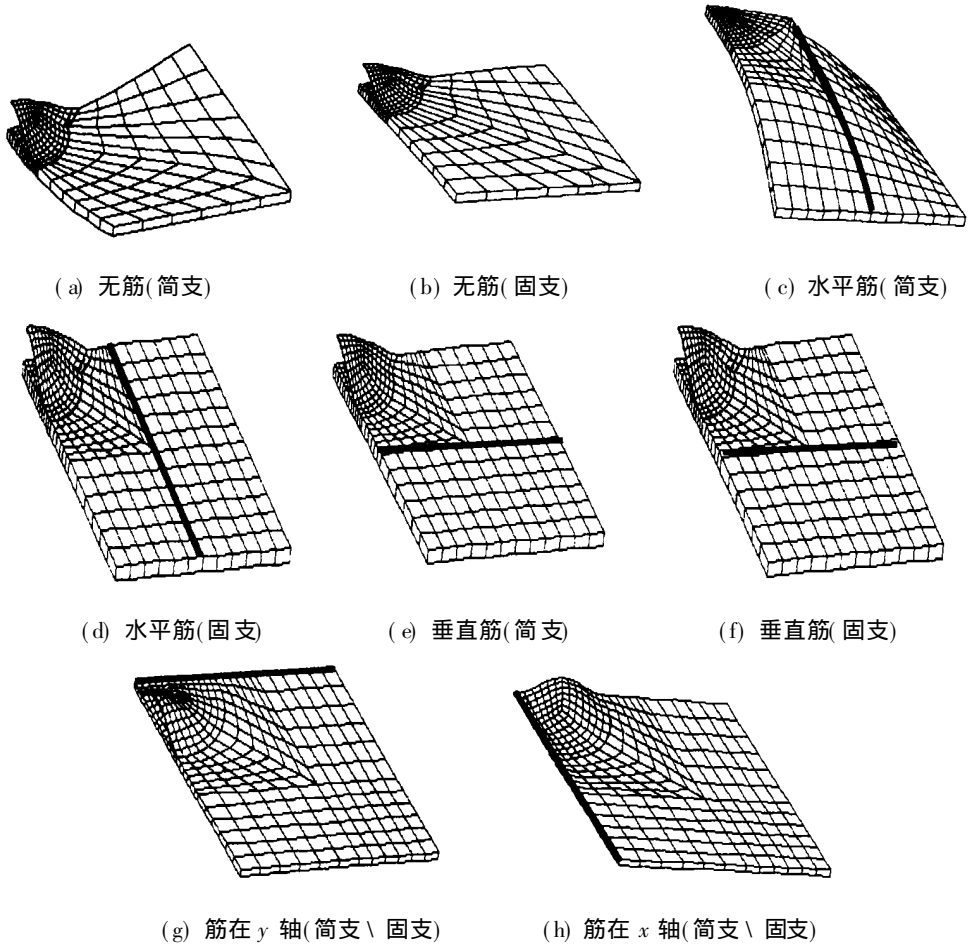 (a) 无筋(简支)
(b) 无筋(固支)
(c) 水平筋(简支)
(d) 水平筋(固支)
(e) 垂直筋(简支)
(f) 垂直筋(固支)
(g) 筋在 y 轴(简支 \ 固支)
(h) 筋在 x 轴(简支 \ 固支)